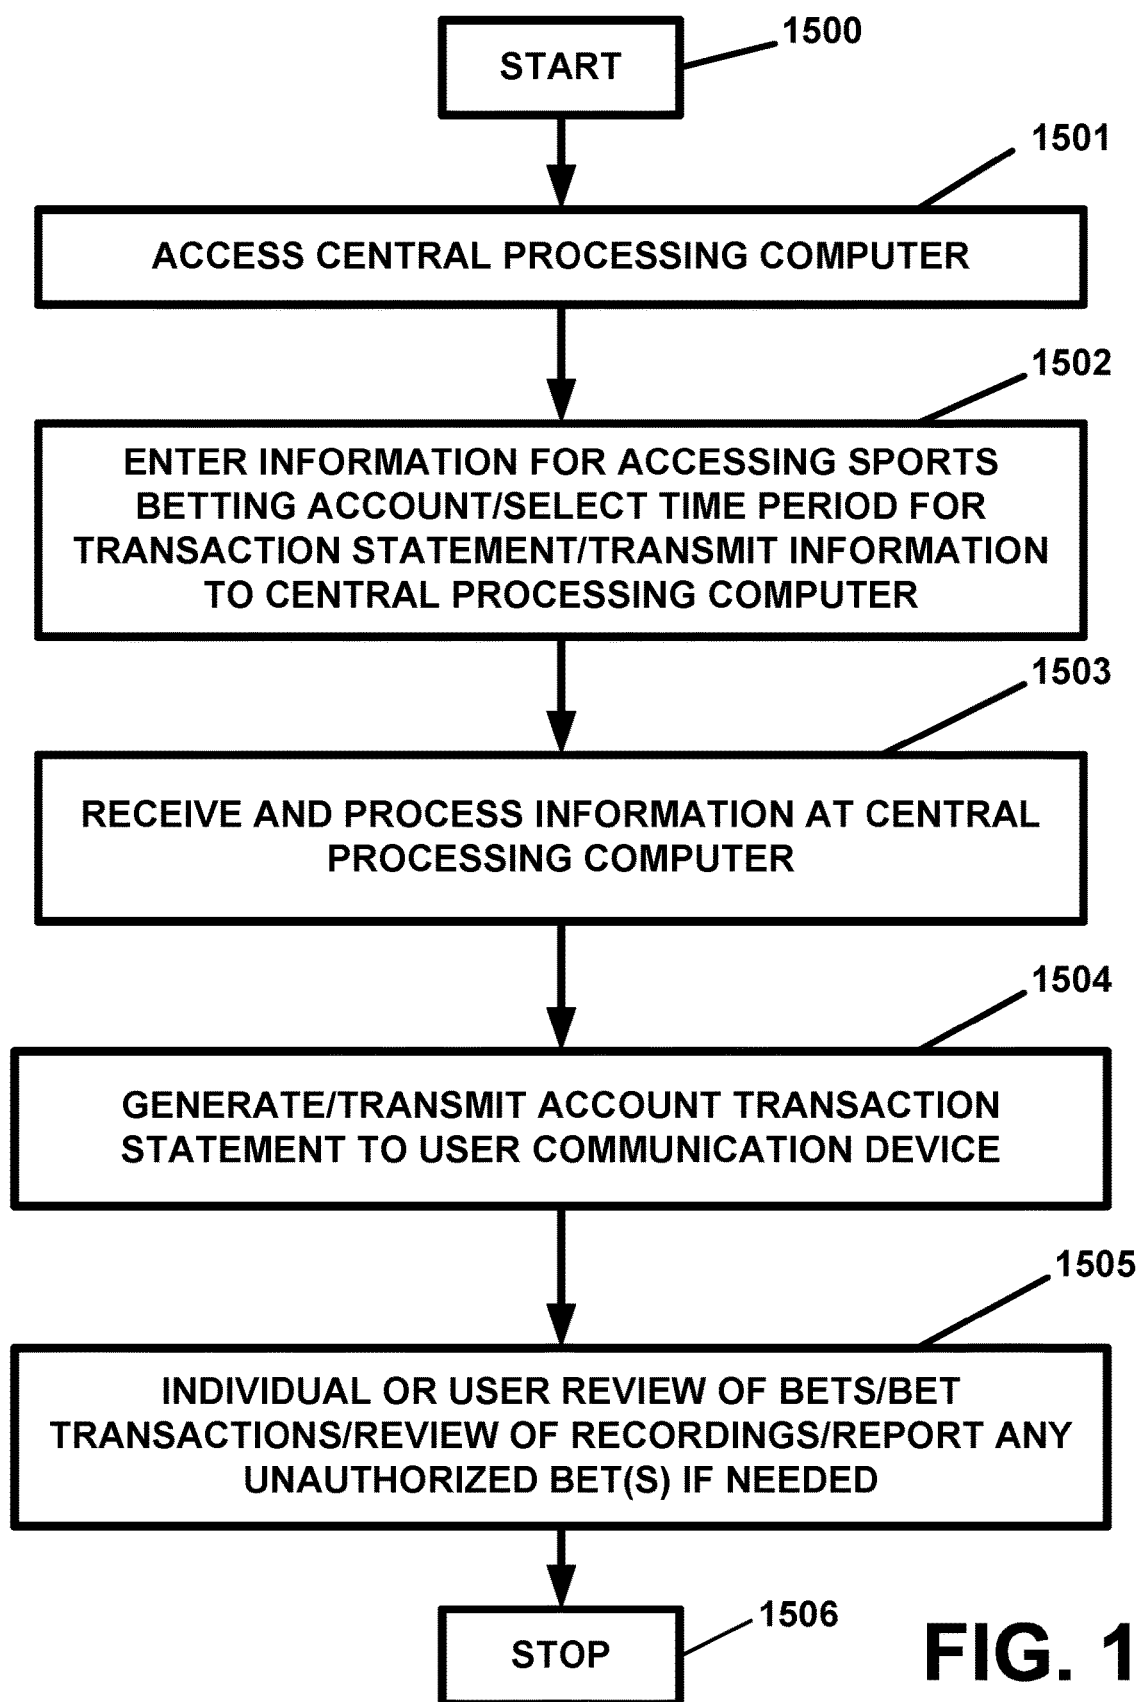 1500
START
1501
ACCESS CENTRAL PROCESSING COMPUTER
1502
ENTER INFORMATION FOR ACCESSING SPORTS
BETTING ACCOUNT/SELECT TIME PERIOD FOR
TRANSACTION STATEMENT/TRANSMIT INFORMATION
TO CENTRAL PROCESSING COMPUTER
1503
RECEIVE AND PROCESS INFORMATION AT CENTRAL
PROCESSING COMPUTER
1504
GENERATE/TRANSMIT ACCOUNT TRANSACTION
STATEMENT TO USER COMMUNICATION DEVICE
1505
INDIVIDUAL OR USER REVIEW OF BETS/BET
TRANSACTIONS/REVIEW OF RECORDINGS/REPORT ANY
UNAUTHORIZED BET(S) IF NEEDED
1506
STOP
FIG. 1